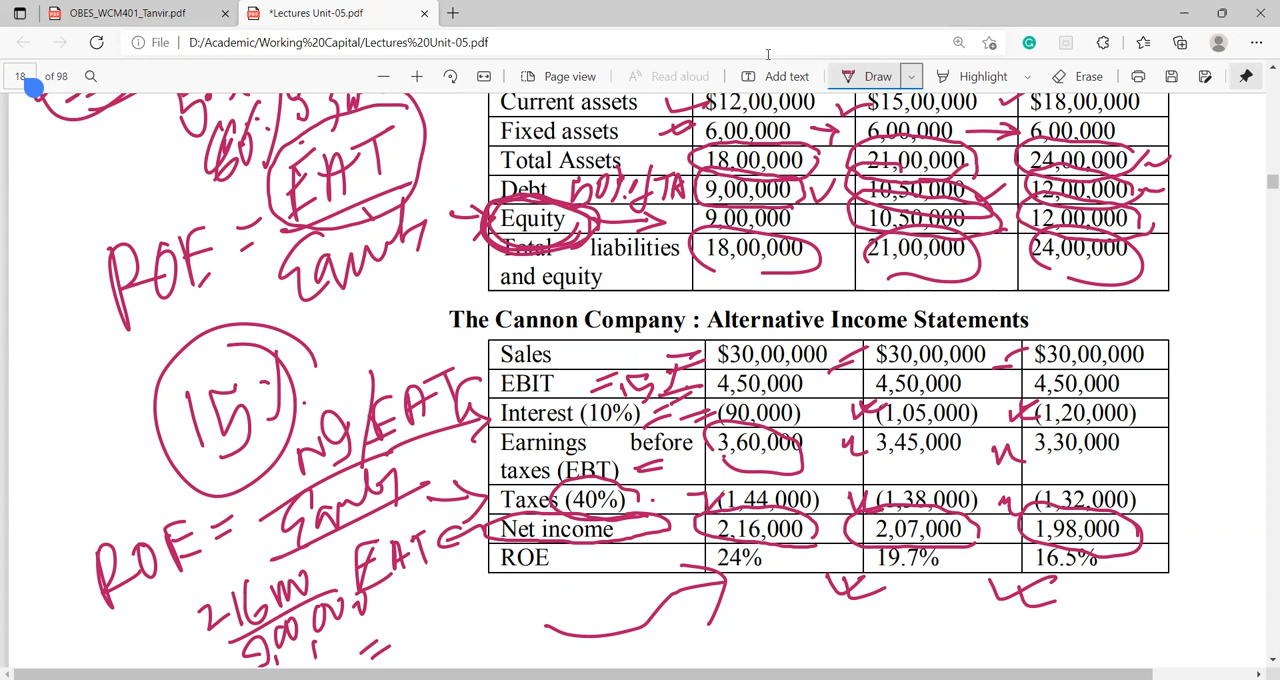 OBES_WCM401_Tanvir.pdf
*Lectures Unit-05.pdf
File D:/Academic/Working%20Capital/Lectures%20Unit-05.pdf
18 of 98 Page view Read aloud Add text Draw Highlight Erase
Current assets $12,00,000 $15,00,000 $18,00,000
Fixed assets 6,00,000 6,00,000 6,00,000
Total Assets 18,00,000 21,00,000 24,00,000
Debt 50% of TA 9,00,000 10,50,000 12,00,000
Equity 9,00,000 10,50,000 12,00,000
Total liabilities 18,00,000 21,00,000 24,00,000
and equity
ROE = EAT
Equity
The Cannon Company : Alternative Income Statements
Sales $30,00,000 $30,00,000 $30,00,000
EBIT 4,50,000 4,50,000 4,50,000
Interest (10%) (90,000) (1,05,000) (1,20,000)
Earnings before 3,60,000 3,45,000 3,30,000
taxes (EBT)
Taxes (40%) (1,44,000) (1,38,000) (1,32,000)
Net income 2,16,000 2,07,000 1,98,000
ROE 24% 19.7% 16.5%
15%
/EAT
ROE = Equity
EAT